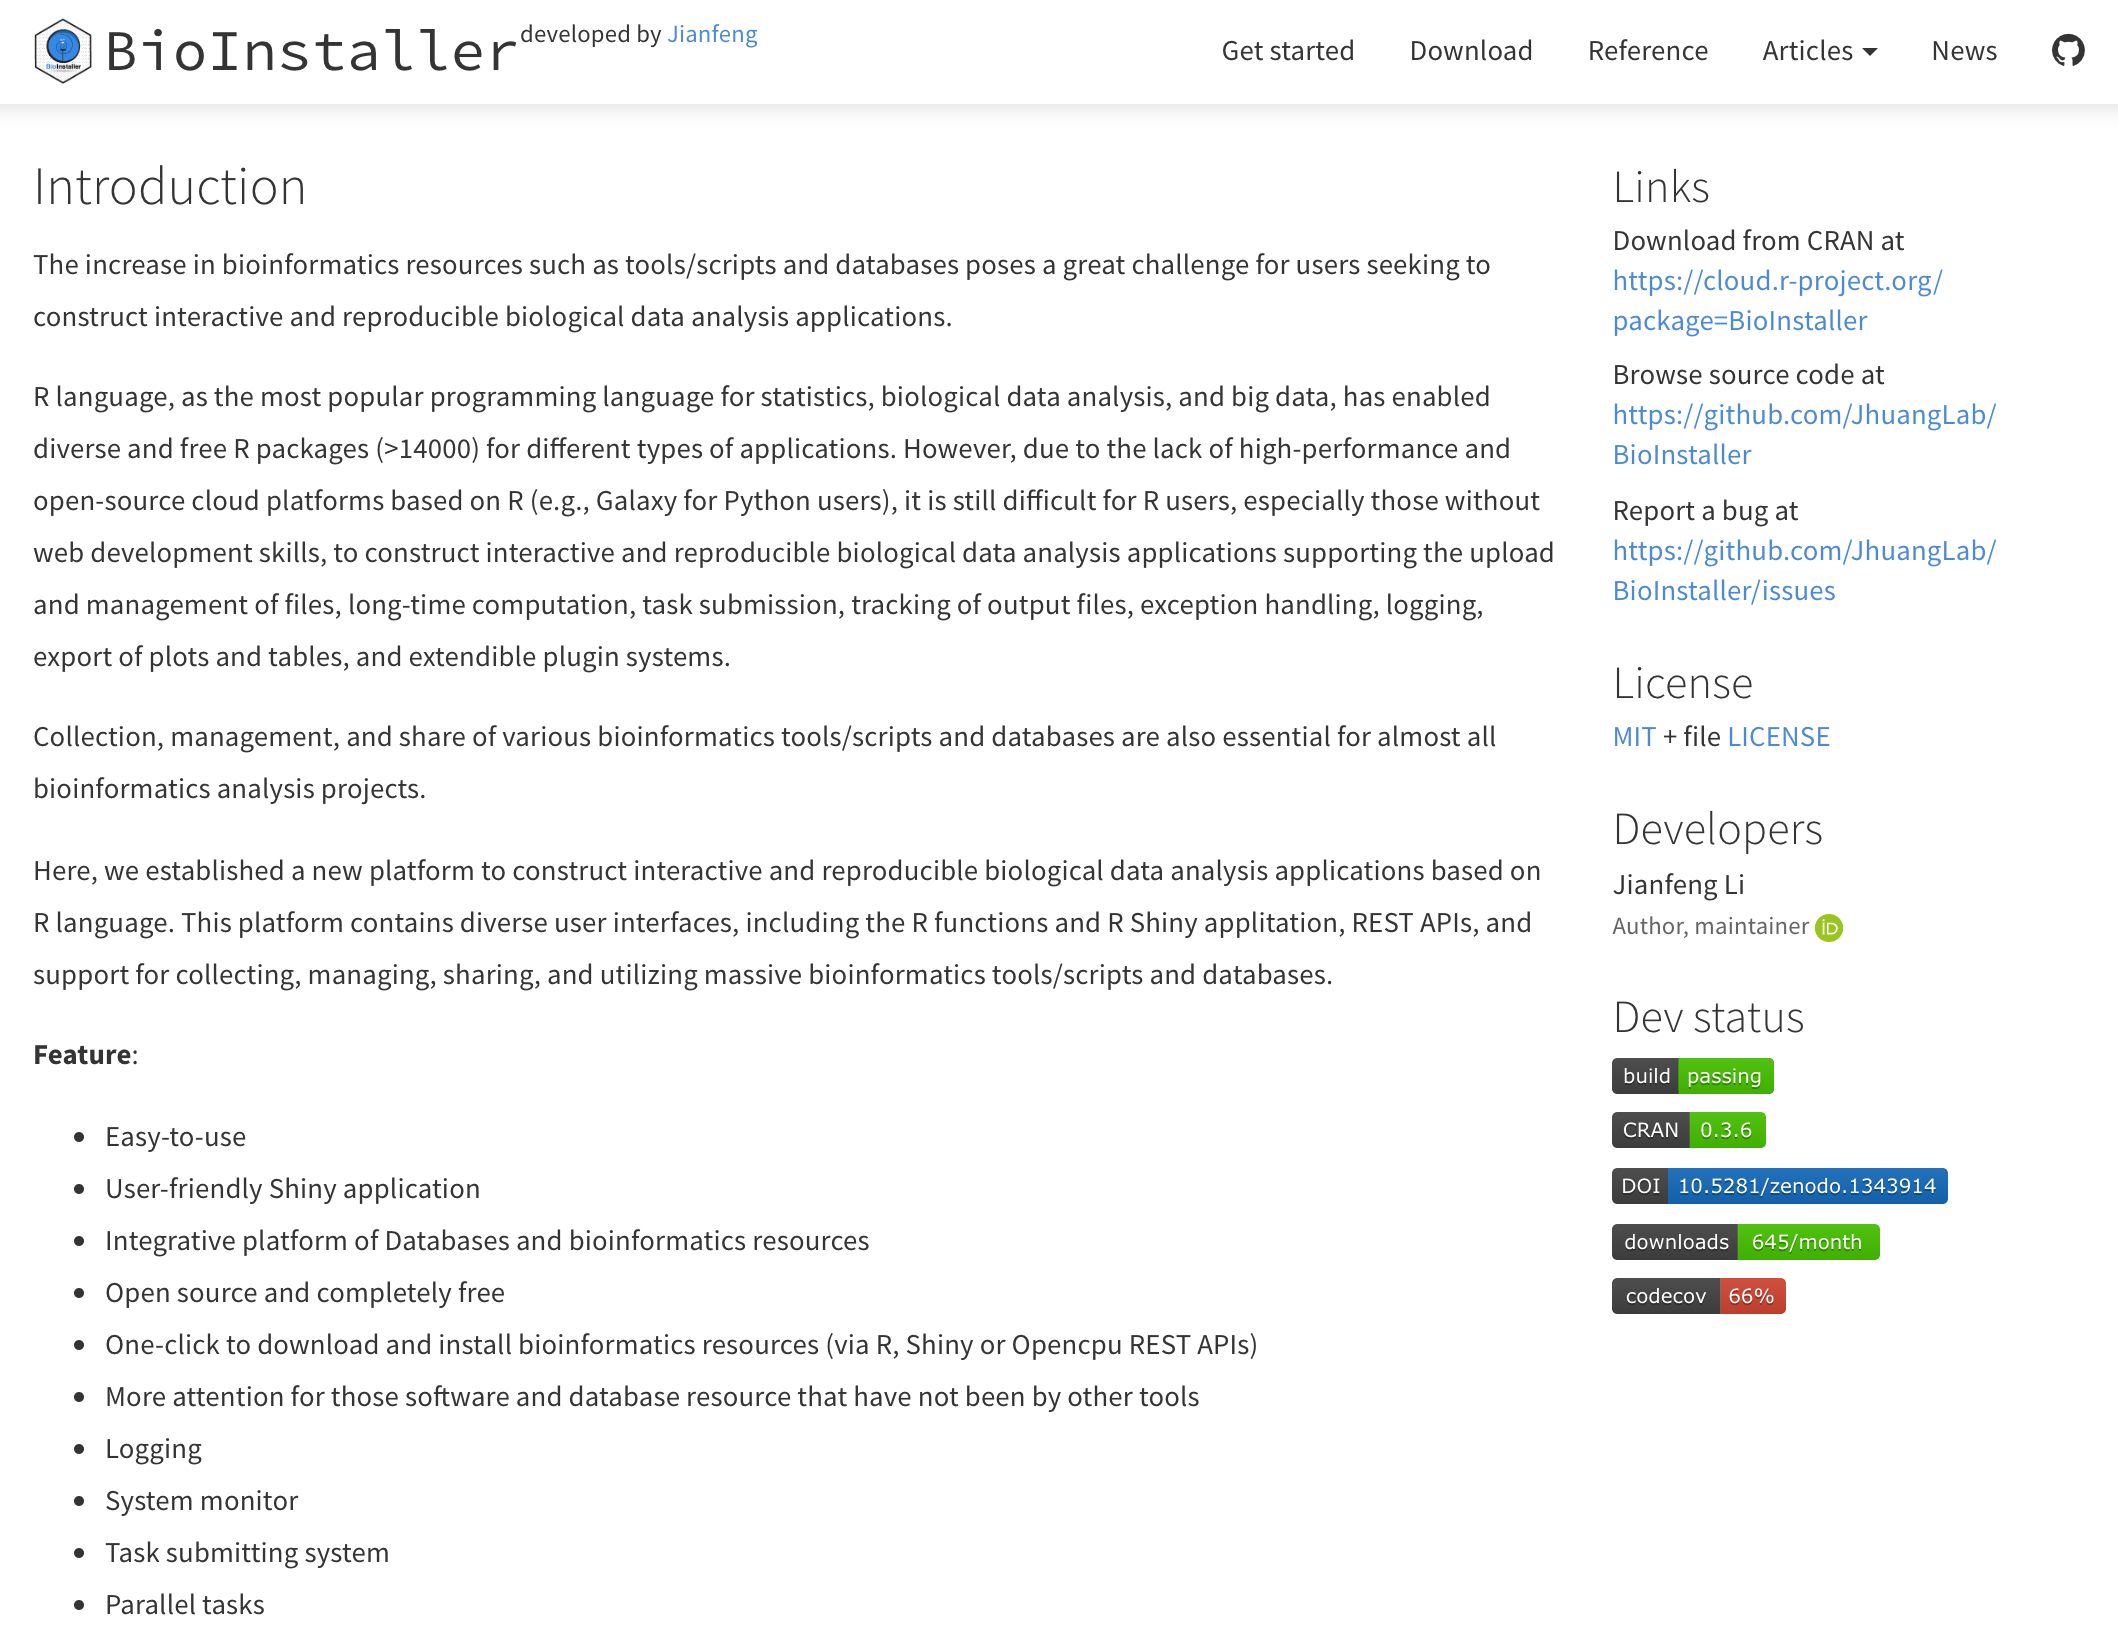 BioInstaller
BioInstaller developed by Jianfeng
Get started Download Reference Articles News
Introduction
The increase in bioinformatics resources such as tools/scripts and databases poses a great challenge for users seeking to
construct interactive and reproducible biological data analysis applications.
R language, as the most popular programming language for statistics, biological data analysis, and big data, has enabled
diverse and free R packages (>14000) for different types of applications. However, due to the lack of high-performance and
open-source cloud platforms based on R (e.g., Galaxy for Python users), it is still difficult for R users, especially those without
web development skills, to construct interactive and reproducible biological data analysis applications supporting the upload
and management of files, long-time computation, task submission, tracking of output files, exception handling, logging,
export of plots and tables, and extendible plugin systems.
Collection, management, and share of various bioinformatics tools/scripts and databases are also essential for almost all
bioinformatics analysis projects.
Here, we established a new platform to construct interactive and reproducible biological data analysis applications based on
R language. This platform contains diverse user interfaces, including the R functions and R Shiny applitation, REST APIs, and
support for collecting, managing, sharing, and utilizing massive bioinformatics tools/scripts and databases.
Feature:
• Easy-to-use
• User-friendly Shiny application
• Integrative platform of Databases and bioinformatics resources
• Open source and completely free
• One-click to download and install bioinformatics resources (via R, Shiny or Opencpu REST APIs)
• More attention for those software and database resource that have not been by other tools
• Logging
• System monitor
• Task submitting system
• Parallel tasks
Links
Download from CRAN at
https://cloud.r-project.org/
package=BioInstaller
Browse source code at
https://github.com/JhuangLab/
BioInstaller
Report a bug at
https://github.com/JhuangLab/
BioInstaller/issues
License
MIT + file LICENSE
Developers
Jianfeng Li
Author, maintainer iD
Dev status
build passing
CRAN 0.3.6
DOI 10.5281/zenodo.1343914
downloads 645/month
codecov 66%